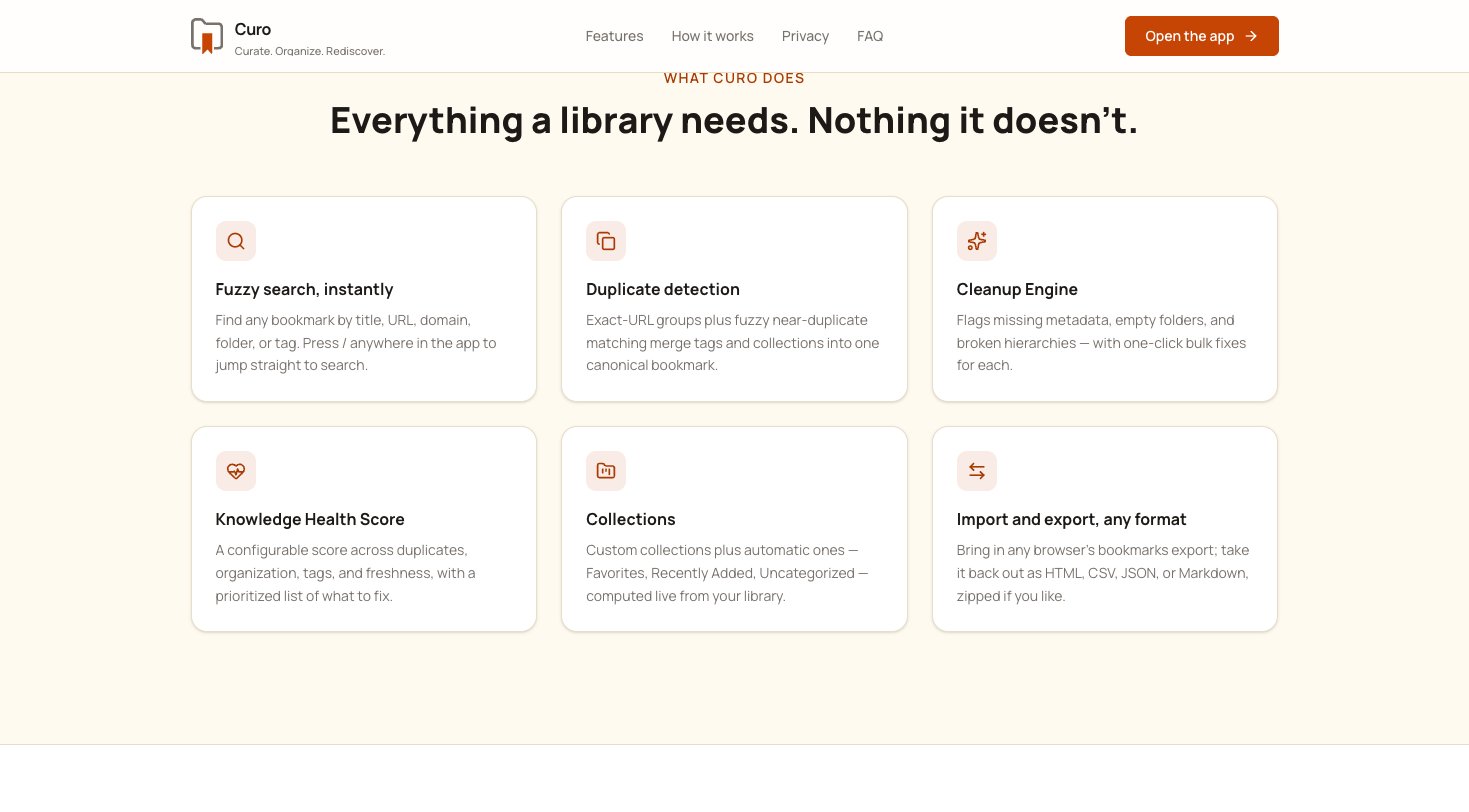 Curo
Curate. Organize. Rediscover.
Features
How it works
Privacy
FAQ
Open the app
WHAT CURO DOES
Everything a library needs. Nothing it doesn’t.
Fuzzy search, instantly
Find any bookmark by title, URL, domain,
folder, or tag. Press / anywhere in the app to
jump straight to search.
Duplicate detection
Exact-URL groups plus fuzzy near-duplicate
matching merge tags and collections into one
canonical bookmark.
Cleanup Engine
Flags missing metadata, empty folders, and
broken hierarchies — with one-click bulk fixes
for each.
Knowledge Health Score
A configurable score across duplicates,
organization, tags, and freshness, with a
prioritized list of what to fix.
Collections
Custom collections plus automatic ones —
Favorites, Recently Added, Uncategorized —
computed live from your library.
Import and export, any format
Bring in any browser’s bookmarks export; take
it back out as HTML, CSV, JSON, or Markdown,
zipped if you like.